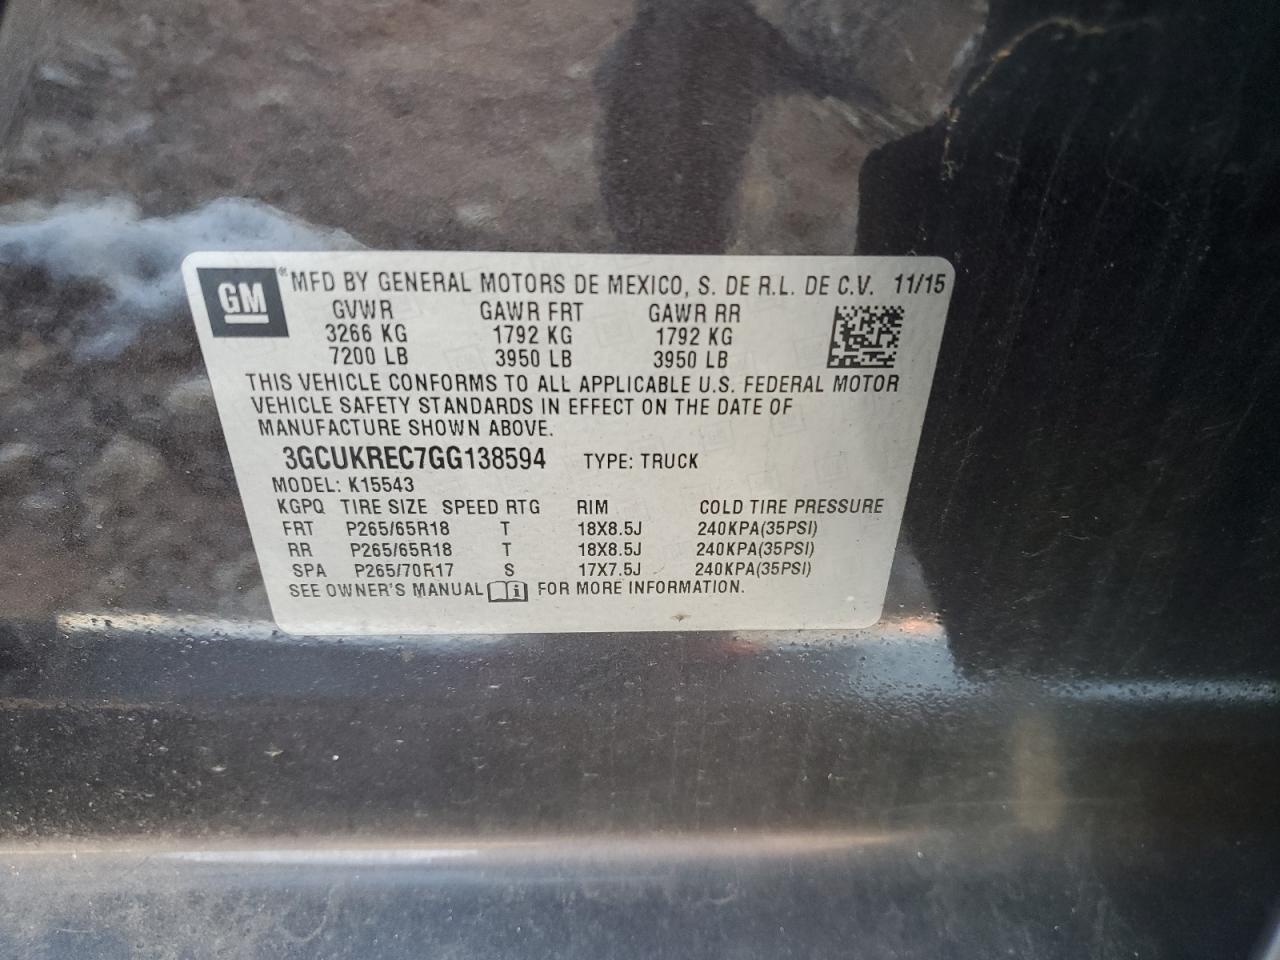 GM ® MFD BY GENERAL MOTORS DE MEXICO, S. DE R.L. DE C.V. 11/15
GVWR GAWR FRT GAWR RR
3266 KG 1792 KG 1792 KG
7200 LB 3950 LB 3950 LB
THIS VEHICLE CONFORMS TO ALL APPLICABLE U.S. FEDERAL MOTOR
VEHICLE SAFETY STANDARDS IN EFFECT ON THE DATE OF
MANUFACTURE SHOWN ABOVE.
3GCUKREC7GG138594 TYPE: TRUCK
MODEL: K15543
KGPQ TIRE SIZE SPEED RTG RIM COLD TIRE PRESSURE
FRT P265/65R18 T 18X8.5J 240KPA(35PSI)
RR P265/65R18 T 18X8.5J 240KPA(35PSI)
SPA P265/70R17 S 17X7.5J 240KPA(35PSI)
SEE OWNER'S MANUAL i FOR MORE INFORMATION.